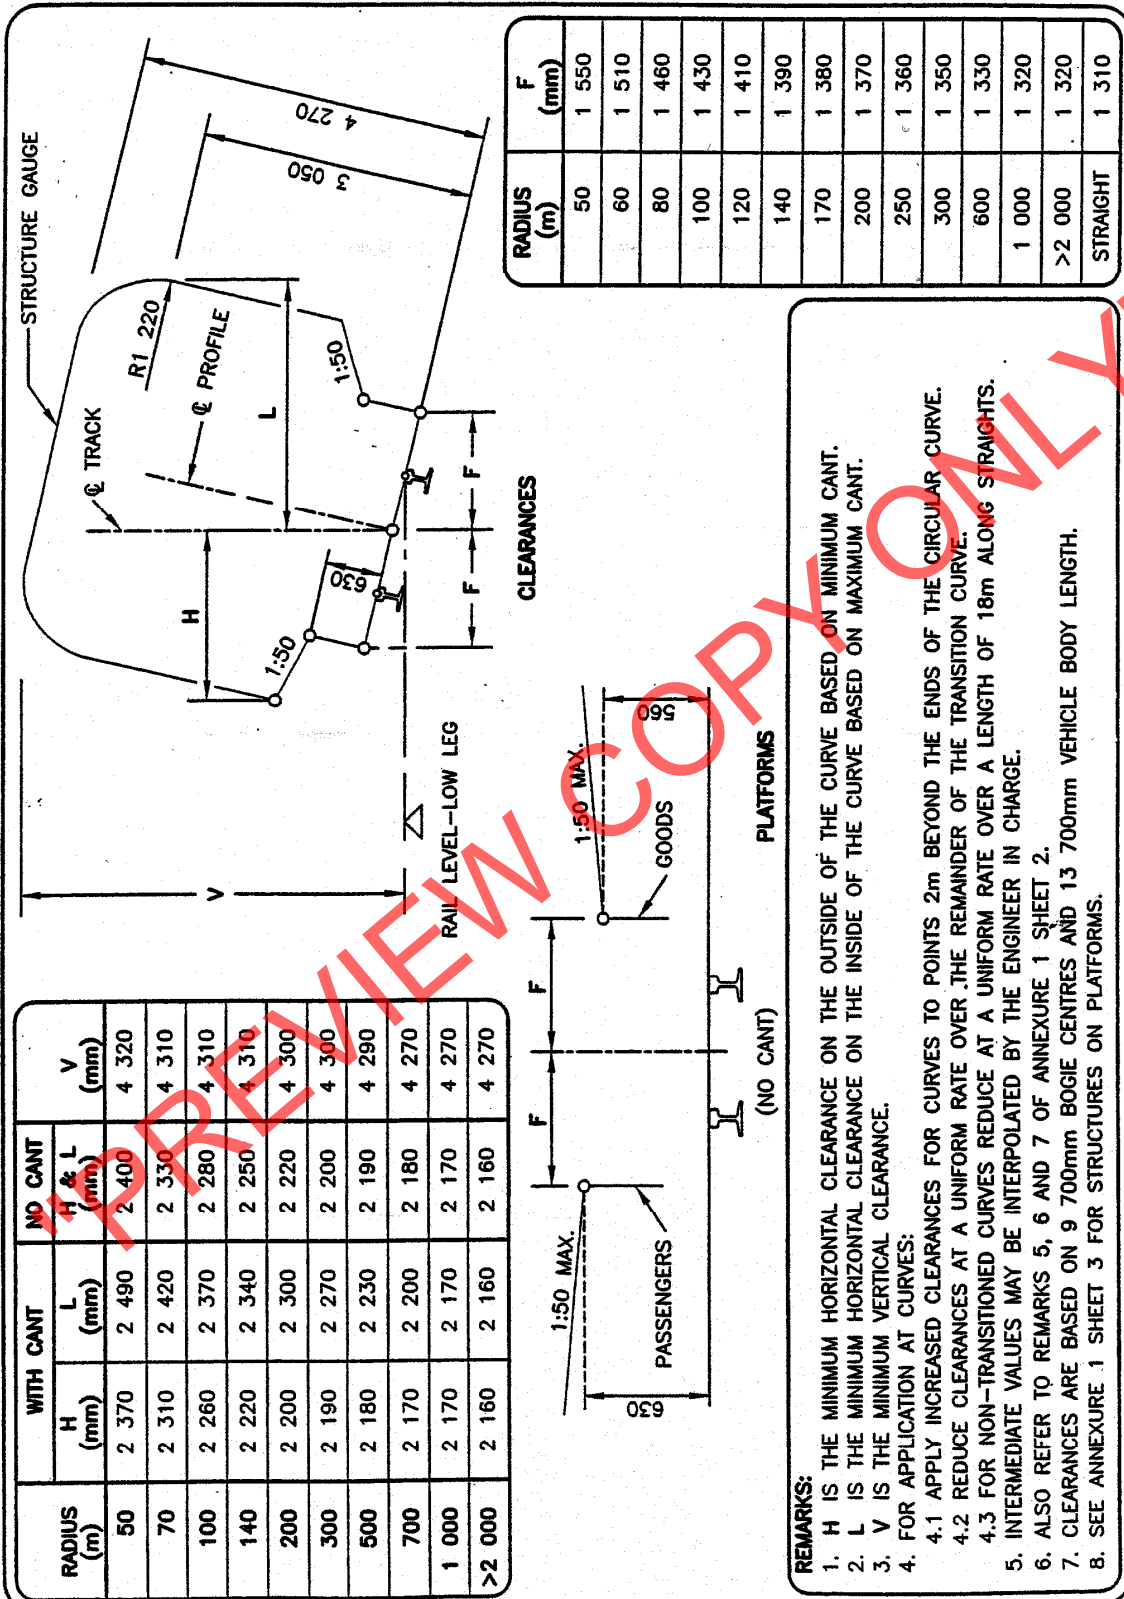 WITH CANT NO CANT
RADIUS (m) H (mm) L (mm) H & L (mm) V (mm)
50 2 370 2 490 2 400 4 320
70 2 310 2 420 2 330 4 310
100 2 260 2 370 2 280 4 310
140 2 220 2 340 2 250 4 310
200 2 200 2 300 2 220 4 300
300 2 190 2 270 2 200 4 300
500 2 180 2 230 2 190 4 290
700 2 170 2 200 2 180 4 270
1 000 2 170 2 170 2 170 4 270
>2 000 2 160 2 160 2 160 4 270
STRUCTURE GAUGE
℄ TRACK
℄ PROFILE
R1 220
4 270
3 050
H
L
V
1:50
1:50
630
F
F
RAIL LEVEL-LOW LEG
CLEARANCES
1:50 MAX.
1:50 MAX.
F
F
630
560
PASSENGERS
GOODS
(NO CANT)
PLATFORMS
RADIUS (m) F (mm)
50 1 550
60 1 510
80 1 460
100 1 430
120 1 410
140 1 390
170 1 380
200 1 370
250 1 360
300 1 350
600 1 330
1 000 1 320
>2 000 1 320
STRAIGHT 1 310
REMARKS:
1. H IS THE MINIMUM HORIZONTAL CLEARANCE ON THE OUTSIDE OF THE CURVE BASED ON MINIMUM CANT.
2. L IS THE MINIMUM HORIZONTAL CLEARANCE ON THE INSIDE OF THE CURVE BASED ON MAXIMUM CANT.
3. V IS THE MINIMUM VERTICAL CLEARANCE.
4. FOR APPLICATION AT CURVES:
4.1 APPLY INCREASED CLEARANCES FOR CURVES TO POINTS 2m BEYOND THE ENDS OF THE CIRCULAR CURVE.
4.2 REDUCE CLEARANCES AT A UNIFORM RATE OVER THE REMAINDER OF THE TRANSITION CURVE.
4.3 FOR NON-TRANSITIONED CURVES REDUCE AT A UNIFORM RATE OVER A LENGTH OF 18m ALONG STRAIGHTS.
5. INTERMEDIATE VALUES MAY BE INTERPOLATED BY THE ENGINEER IN CHARGE.
6. ALSO REFER TO REMARKS 5, 6 AND 7 OF ANNEXURE 1 SHEET 2.
7. CLEARANCES ARE BASED ON 9 700mm BOGIE CENTRES AND 13 700mm VEHICLE BODY LENGTH.
8. SEE ANNEXURE 1 SHEET 3 FOR STRUCTURES ON PLATFORMS.
"PREVIEW COPY ONLY